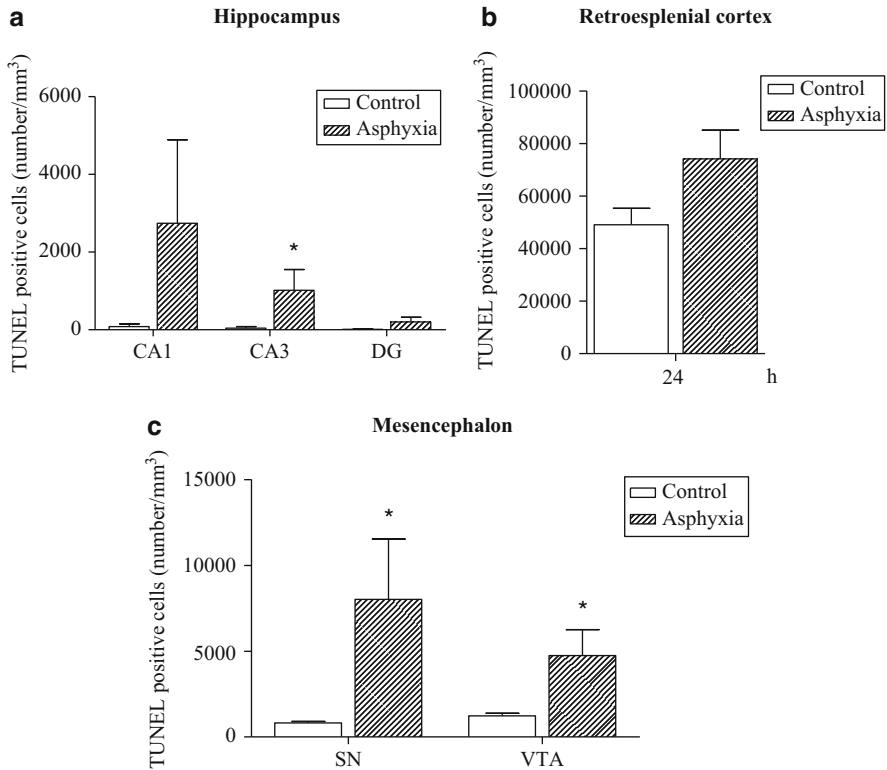 a
Hippocampus
TUNEL positive cells (number/mm³)
6000
4000
2000
0
Control
Asphyxia
*
CA1 CA3 DG
b
Retroesplenial cortex
TUNEL positive cells (number/mm³)
100000
80000
60000
40000
20000
0
Control
Asphyxia
24 h
c
Mesencephalon
TUNEL positive cells (number/mm³)
15000
10000
5000
0
Control
Asphyxia
*
*
SN VTA